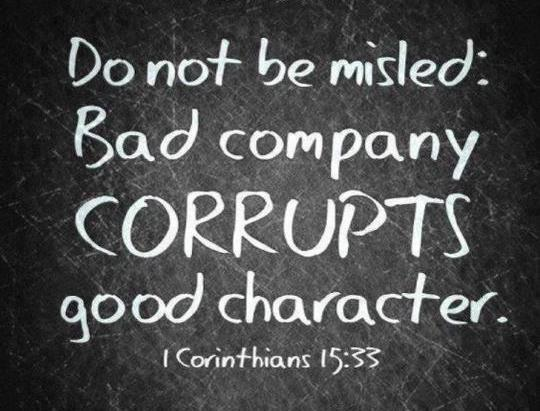 Do not be misled:
Bad company
CORRUPTS
good character.
1 Corinthians 15:33